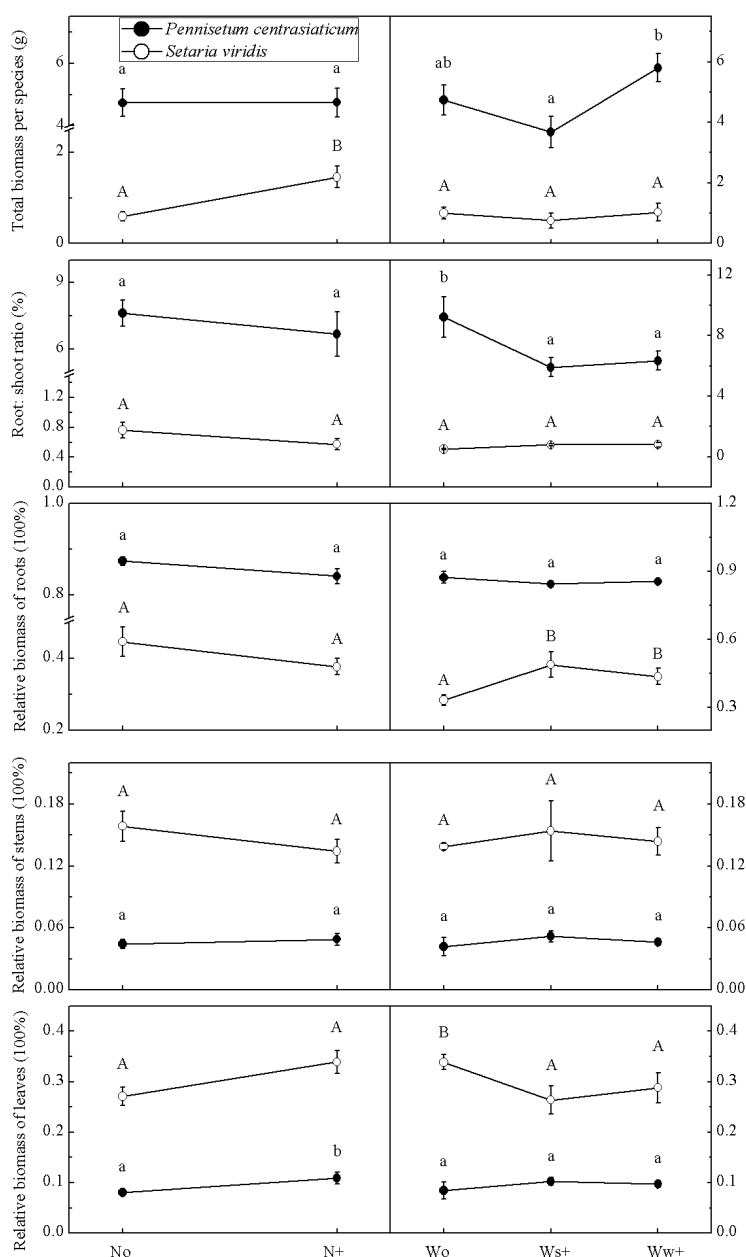 Pennisetum centrasiaticum
Setaria viridis
Total biomass per species (g)
6
4
2
0
a a
A B
ab a b
A A A
6
4
2
0
Root: shoot ratio (%)
9
6
1.2
0.8
0.4
0.0
a a
A A
b a a
A A A
12
8
4
0
Relative biomass of roots (100%)
1.0
0.8
0.4
0.2
a a
A A
a a a
A B B
1.2
0.9
0.6
0.3
Relative biomass of stems (100%)
0.18
0.12
0.06
0.00
A A
a a
A A A
a a a
0.18
0.12
0.06
0.00
Relative biomass of leaves (100%)
0.4
0.3
0.2
0.1
0.0
A A
a b
B A A
a a a
0.4
0.3
0.2
0.1
0.0
No N+ Wo Ws+ Ww+